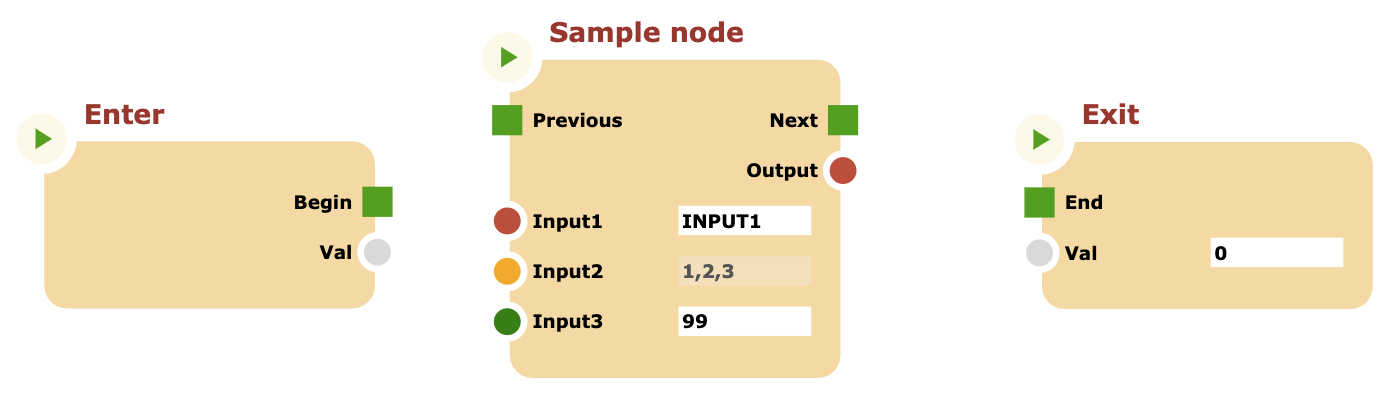 Enter
Begin
Val
Sample node
Previous Next
Output
Input1 INPUT1
Input2 1,2,3
Input3 99
Exit
End
Val 0